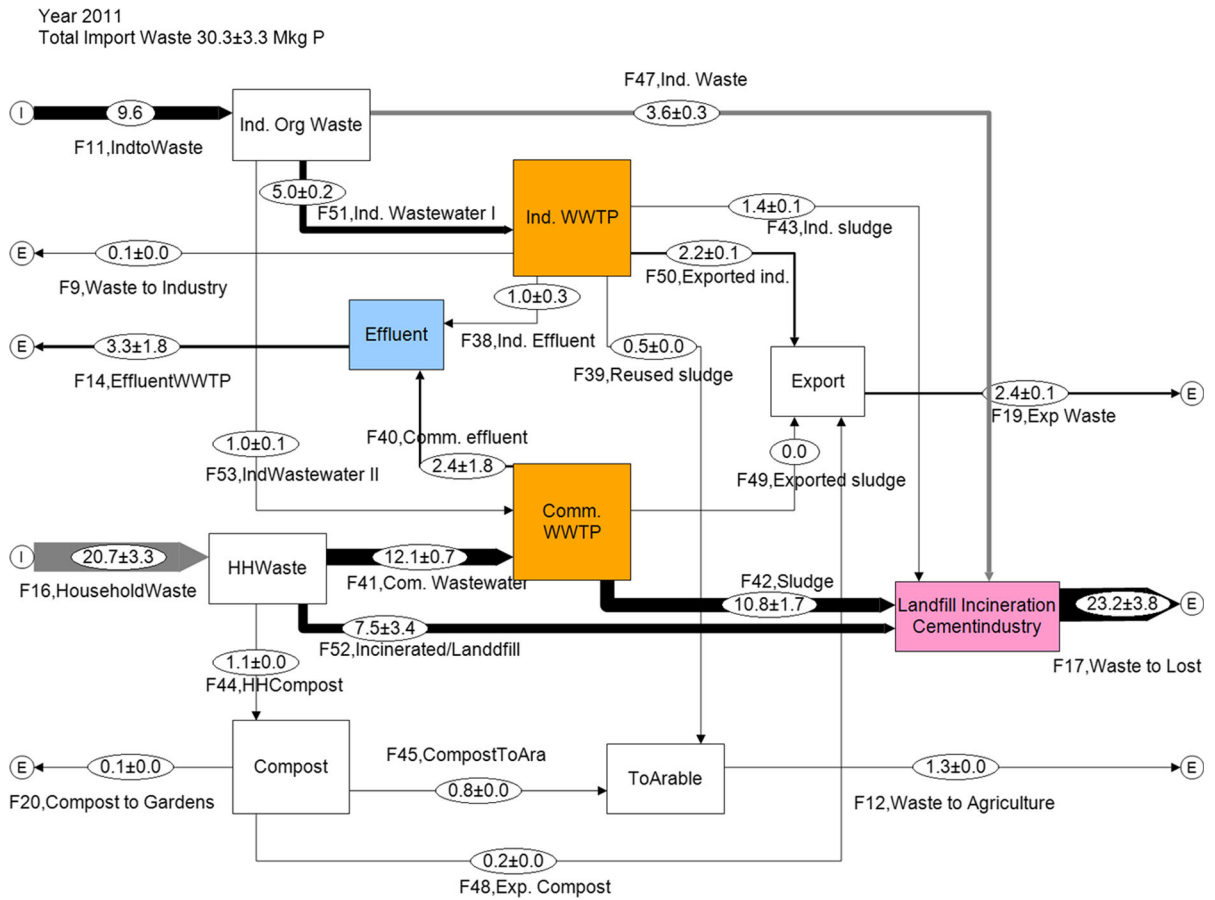 Year 2011
Total Import Waste 30.3±3.3 Mkg P
F47,Ind. Waste
I
9.6
3.6±0.3
Ind. Org Waste
F11,IndtoWaste
5.0±0.2
F51,Ind. Wastewater I
Ind. WWTP
1.4±0.1
F43,Ind. sludge
E
0.1±0.0
2.2±0.1
F9,Waste to Industry
F50,Exported ind.
1.0±0.3
Effluent
F38,Ind. Effluent
E
3.3±1.8
0.5±0.0
F14,EffluentWWTP
F39,Reused sludge
Export
2.4±0.1
E
F19,Exp Waste
F40,Comm. effluent
1.0±0.1
0.0
F53,IndWastewater II
2.4±1.8
F49,Exported sludge
Comm.
WWTP
I
20.7±3.3
HHWaste
12.1±0.7
F16,HouseholdWaste
F41,Com. Wastewater
F42,Sludge
10.8±1.7
Landfill Incineration
Cementindustry
23.2±3.8
E
7.5±3.4
F52,Incinerated/Landdfill
F17,Waste to Lost
1.1±0.0
F44,HHCompost
F45,CompostToAra
E
0.1±0.0
Compost
ToArable
1.3±0.0
E
F20,Compost to Gardens
0.8±0.0
F12,Waste to Agriculture
0.2±0.0
F48,Exp. Compost